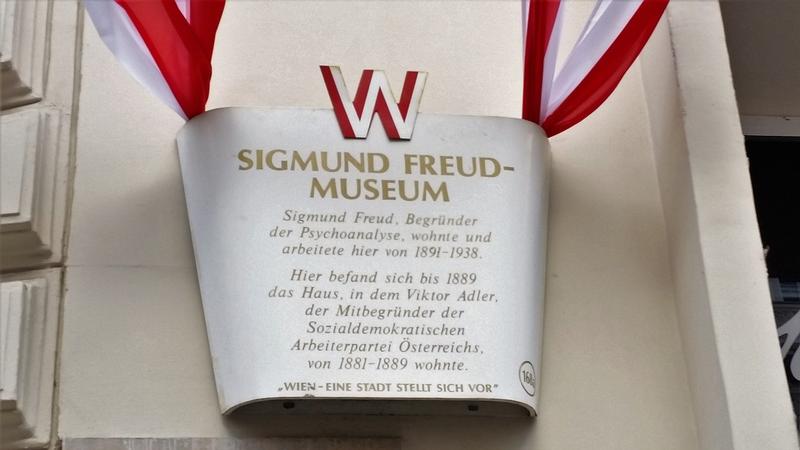 W
SIGMUND FREUD-
MUSEUM
Sigmund Freud, Begründer
der Psychoanalyse, wohnte und
arbeitete hier von 1891–1938.
Hier befand sich bis 1889
das Haus, in dem Viktor Adler,
der Mitbegründer der
Sozialdemokratischen
Arbeiterpartei Österreichs,
von 1881–1889 wohnte.
„WIEN – EINE STADT STELLT SICH VOR”